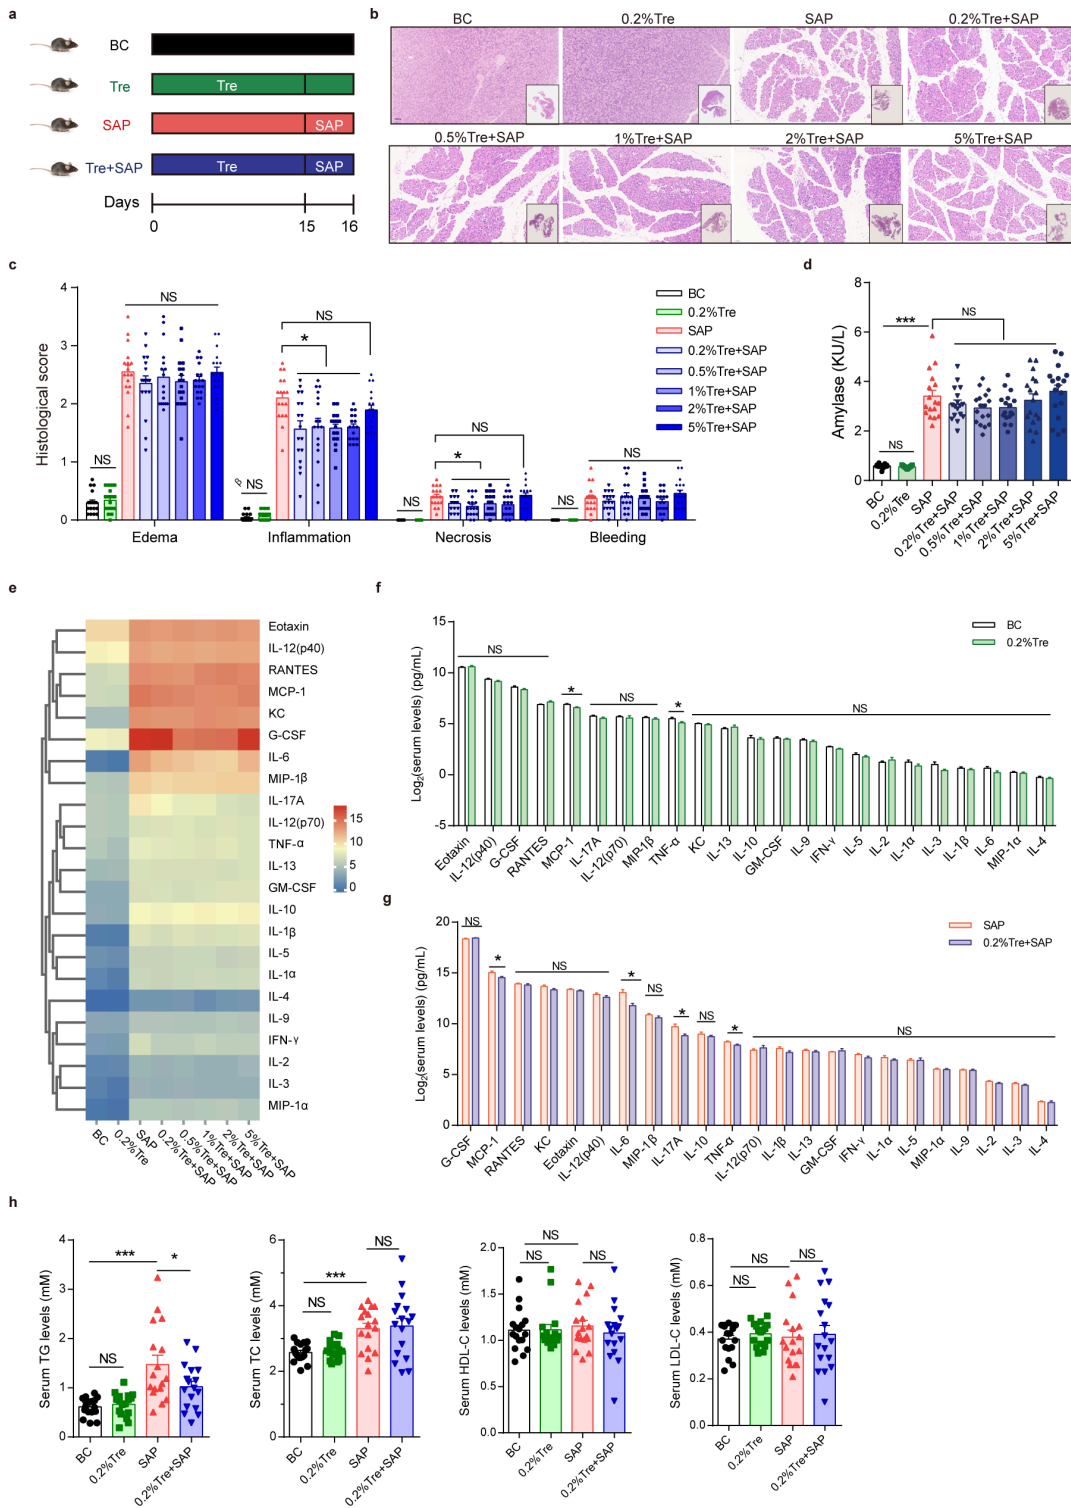 a
BC
Tre
Tre
SAP
SAP
Tre+SAP
Tre
SAP
Days
0
15
16
b
BC
0.2%Tre
SAP
0.2%Tre+SAP
0.5%Tre+SAP
1%Tre+SAP
2%Tre+SAP
5%Tre+SAP
c
Histological score
4
3
2
1
0
NS
NS
NS
NS
*
NS
NS
*
NS
NS
Edema
Inflammation
Necrosis
Bleeding
BC
0.2%Tre
SAP
0.2%Tre+SAP
0.5%Tre+SAP
1%Tre+SAP
2%Tre+SAP
5%Tre+SAP
d
Amylase (KU/L)
8
6
4
2
0
NS
***
NS
BC
0.2%Tre
SAP
0.2%Tre+SAP
0.5%Tre+SAP
1%Tre+SAP
2%Tre+SAP
5%Tre+SAP
e
Eotaxin
IL-12(p40)
RANTES
MCP-1
KC
G-CSF
IL-6
MIP-1β
IL-17A
IL-12(p70)
TNF-α
IL-13
GM-CSF
IL-10
IL-1β
IL-5
IL-1α
IL-4
IL-9
IFN-γ
IL-2
IL-3
MIP-1α
15
10
5
0
BC
0.2%Tre
SAP
0.2%Tre+SAP
0.5%Tre+SAP
1%Tre+SAP
2%Tre+SAP
5%Tre+SAP
f
Log₂(serum levels) (pg/mL)
15
10
5
0
-5
NS
*
NS
*
NS
BC
0.2%Tre
Eotaxin
IL-12(p40)
G-CSF
RANTES
MCP-1
IL-17A
IL-12(p70)
MIP-1β
TNF-α
KC
IL-13
IL-10
GM-CSF
IL-9
IFN-γ
IL-5
IL-2
IL-1α
IL-3
IL-1β
IL-6
MIP-1α
IL-4
g
Log₂(serum levels) (pg/mL)
20
15
10
5
0
NS
*
NS
*
NS
*
NS
*
NS
SAP
0.2%Tre+SAP
G-CSF
MCP-1
RANTES
KC
Eotaxin
IL-12(p40)
IL-6
MIP-1β
IL-17A
IL-10
TNF-α
IL-12(p70)
IL-1β
IL-13
GM-CSF
IFN-γ
IL-1α
IL-5
MIP-1α
IL-9
IL-2
IL-3
IL-4
h
Serum TG levels (mM)
4
3
2
1
0
***
*
NS
BC
0.2%Tre
SAP
0.2%Tre+SAP
Serum TC levels (mM)
6
4
2
0
NS
***
NS
BC
0.2%Tre
SAP
0.2%Tre+SAP
Serum HDL-C levels (mM)
2.0
1.5
1.0
0.5
0.0
NS
NS
NS
BC
0.2%Tre
SAP
0.2%Tre+SAP
Serum LDL-C levels (mM)
0.8
0.6
0.4
0.2
0.0
NS
NS
NS
BC
0.2%Tre
SAP
0.2%Tre+SAP